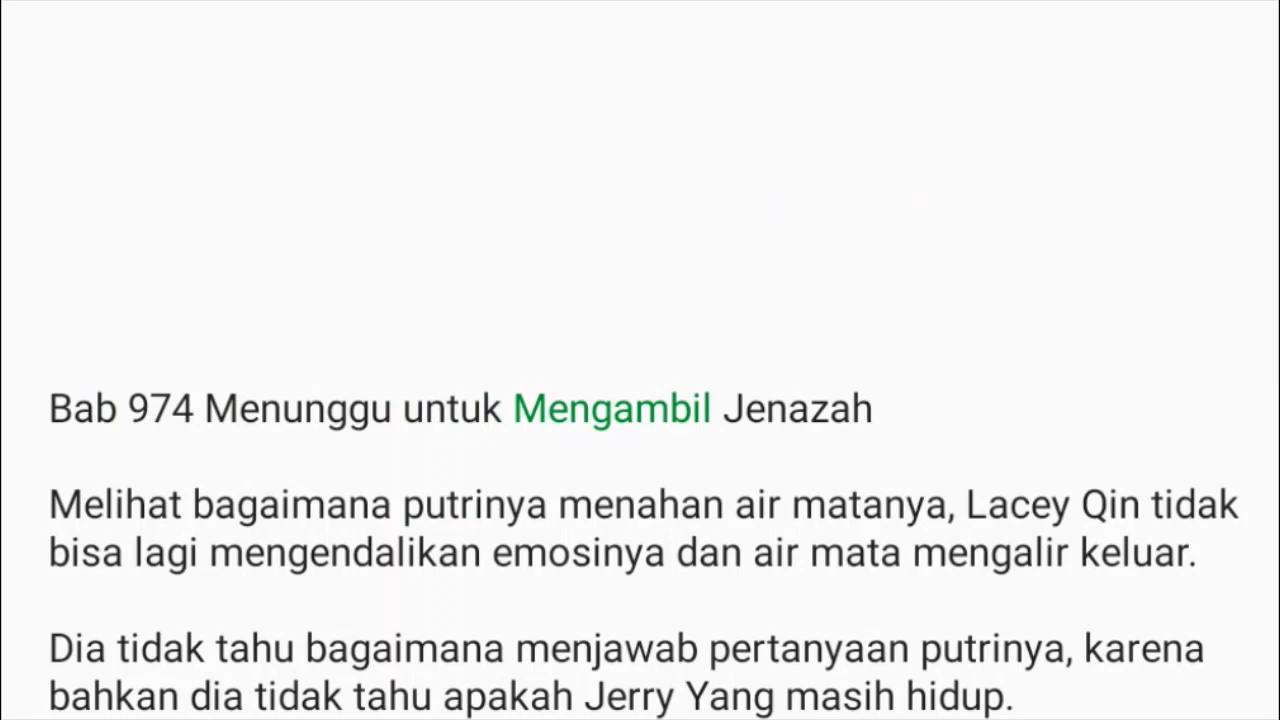 Bab 974 Menunggu untuk Mengambil Jenazah
Melihat bagaimana putrinya menahan air matanya, Lacey Qin tidak
bisa lagi mengendalikan emosinya dan air mata mengalir keluar.
Dia tidak tahu bagaimana menjawab pertanyaan putrinya, karena
bahkan dia tidak tahu apakah Jerry Yang masih hidup.